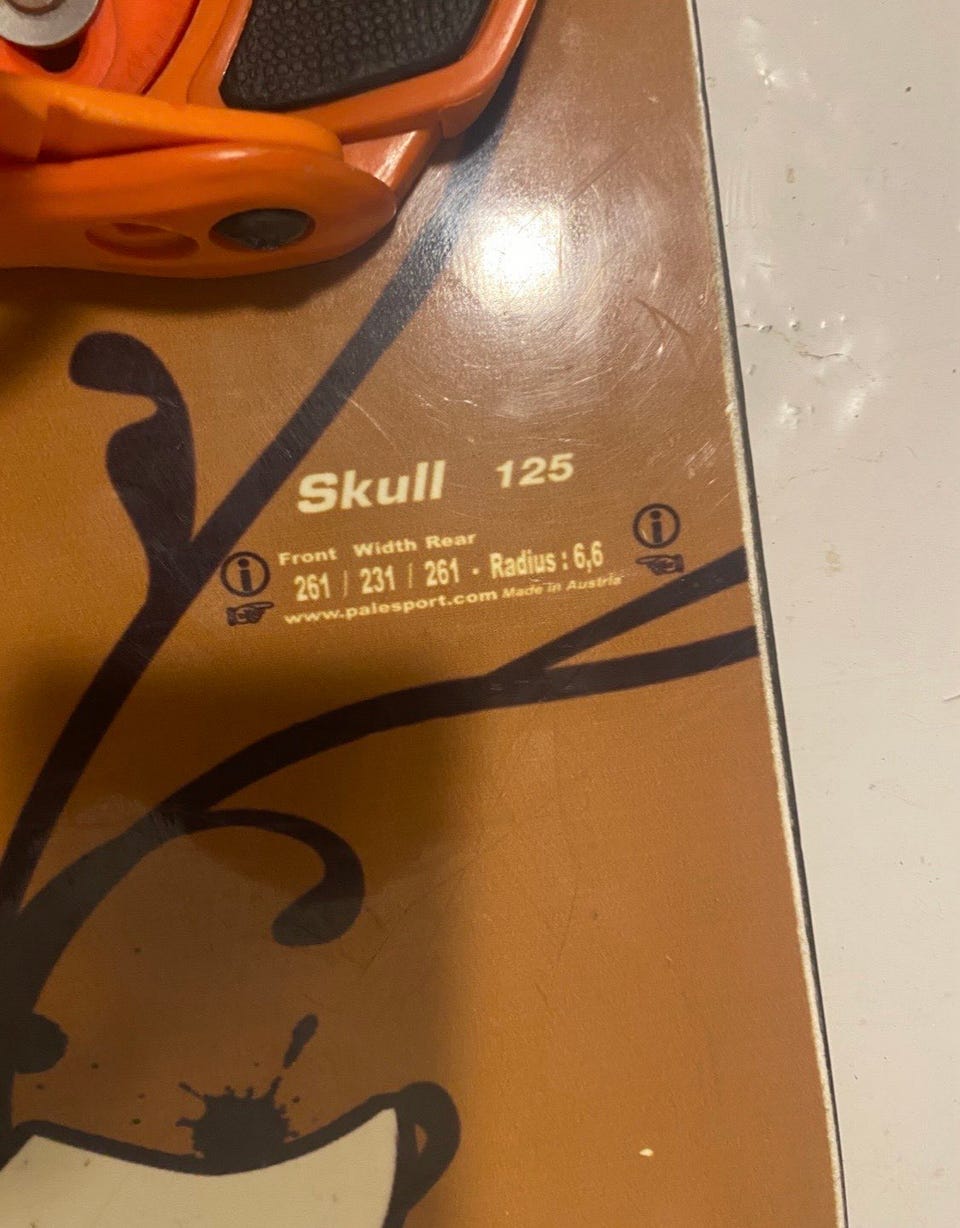 Skull 125
Front Width Rear
261 / 231 / 261 - Radius : 6,6
www.palesport.com Made in Austria